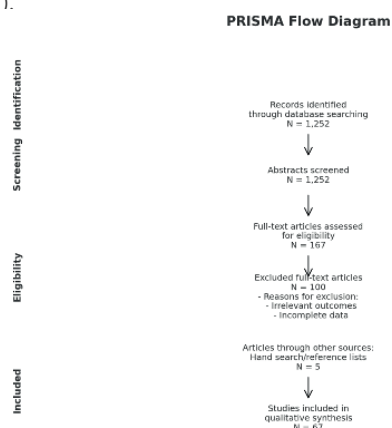 ).
PRISMA Flow Diagram
Identification
Records identified
through database searching
N = 1,252
Screening
Abstracts screened
N = 1,252
Full-text articles assessed
for eligibility
N = 167
Eligibility
Excluded full-text articles
N = 100
- Reasons for exclusion:
- Irrelevant outcomes
- Incomplete data
Articles through other sources:
Hand search/reference lists
N = 5
Included
Studies included in
qualitative synthesis
N = 67